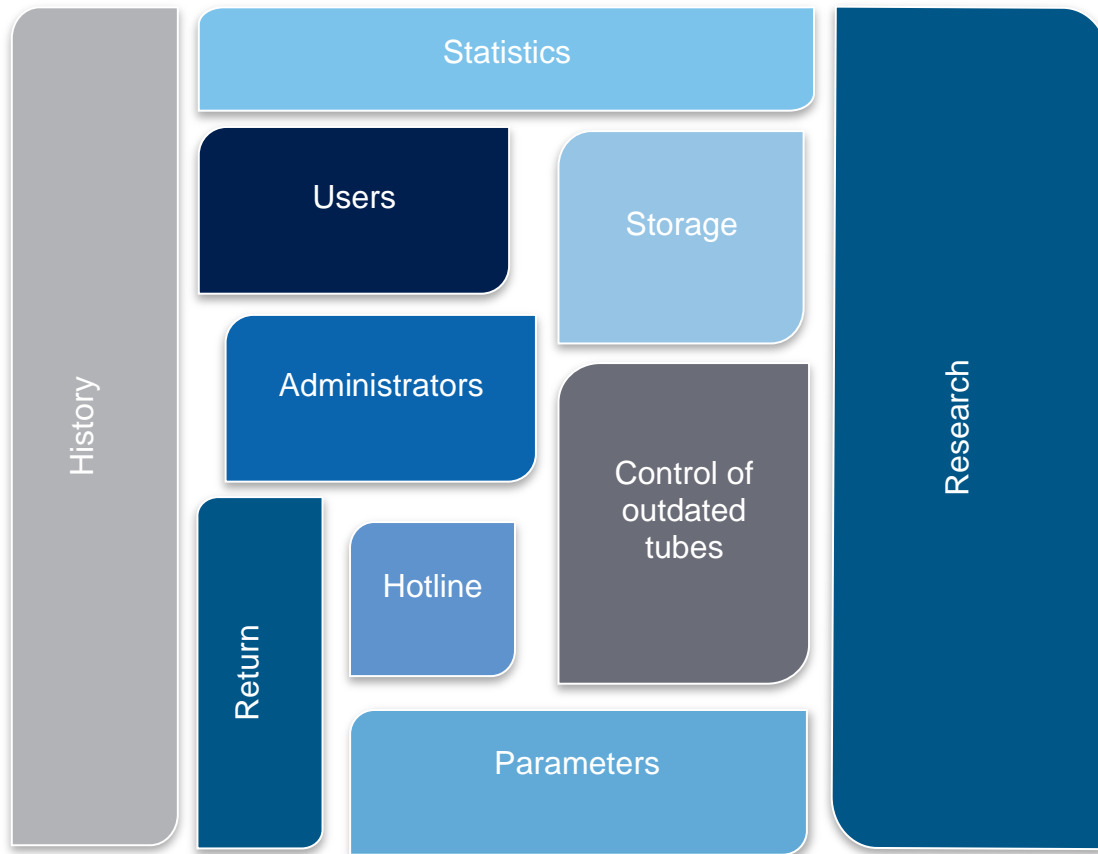 Statistics
Users
Storage
Administrators
History
Research
Control of
outdated
tubes
Hotline
Return
Parameters